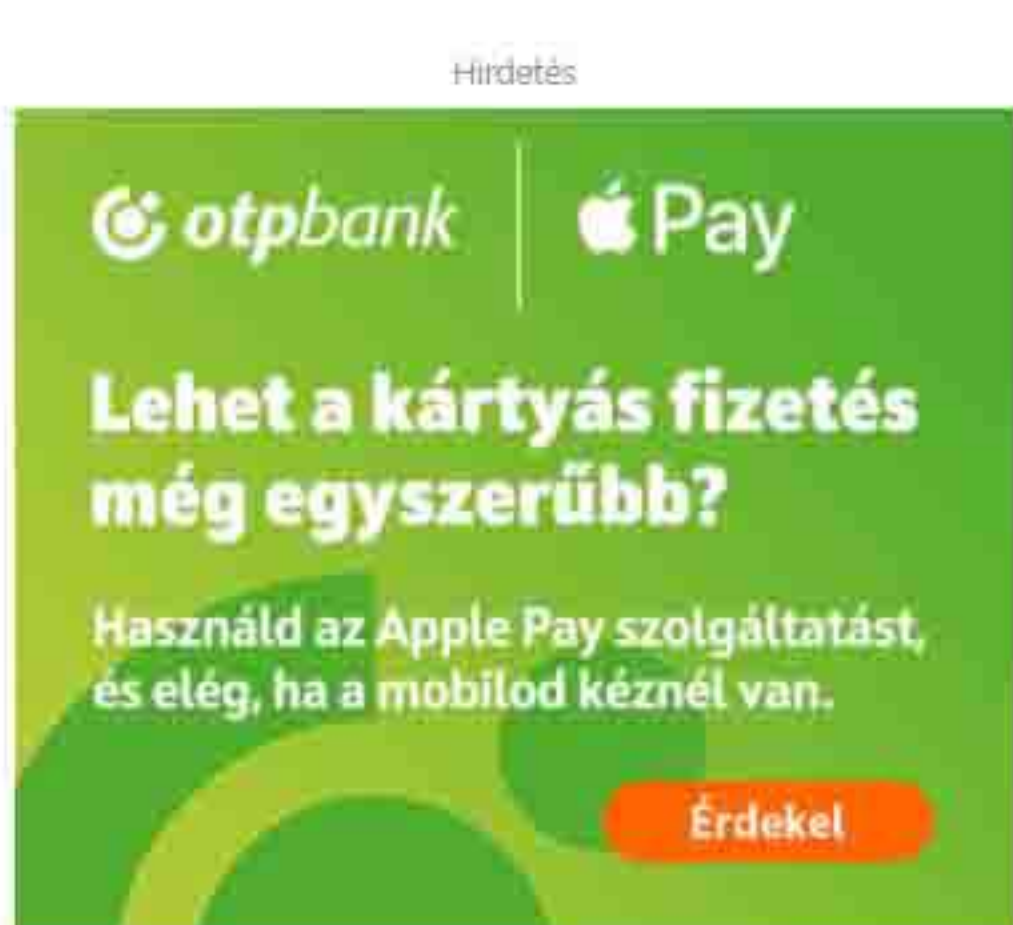 Hirdetés
otpbank
Pay
Lehet a kártyás fizetés
még egyszerűbb?
Használd az Apple Pay szolgáltatást,
és elég, ha a mobilod kéznél van.
Érdekel